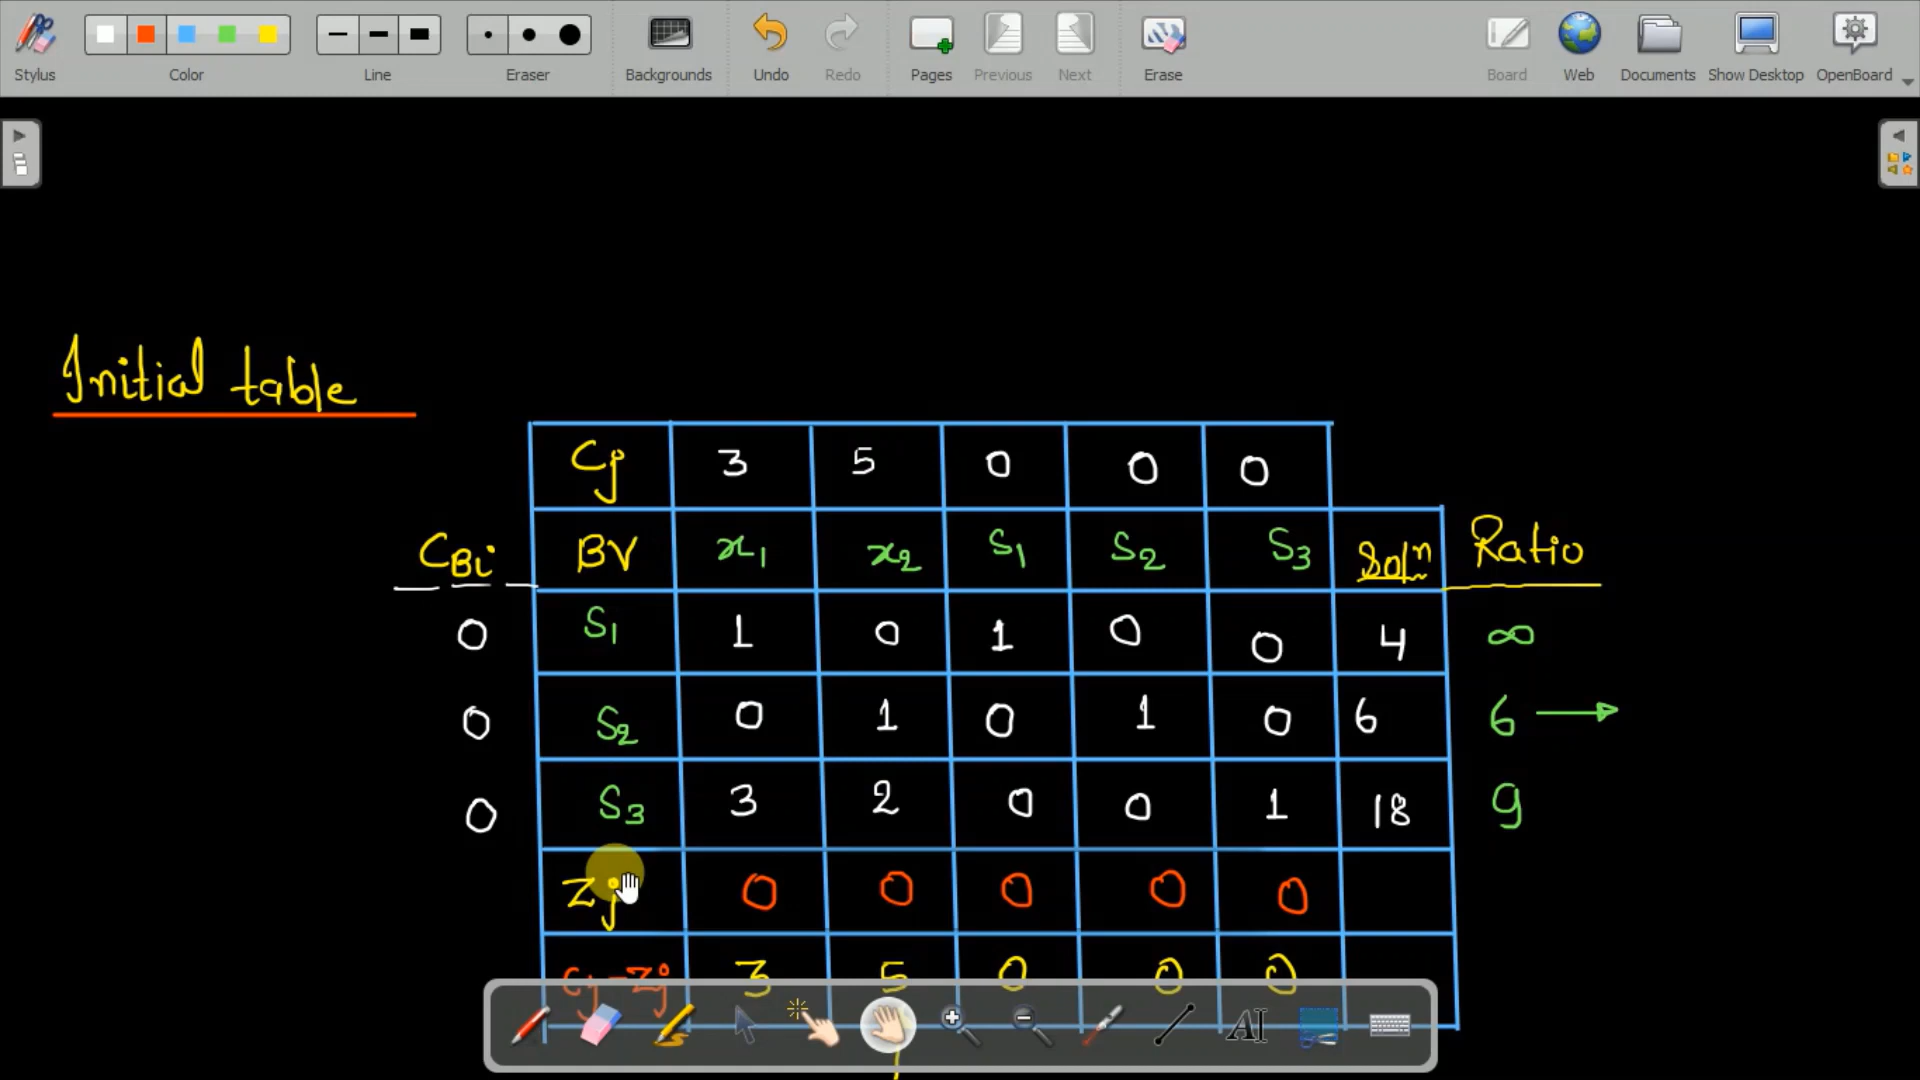 Stylus Color Line Eraser Backgrounds Undo Redo Pages Previous Next Erase Board Web Documents Show Desktop OpenBoard
Initial table
Cj 3 5 0 0 0
CBi BV x1 x2 S1 S2 S3 Solⁿ Ratio
0 S1 1 0 1 0 0 4 ∞
0 S2 0 1 0 1 0 6 6 →
0 S3 3 2 0 0 1 18 9
Zj 0 0 0 0 0
Cj-Zj 3 5 0 0 0
AI